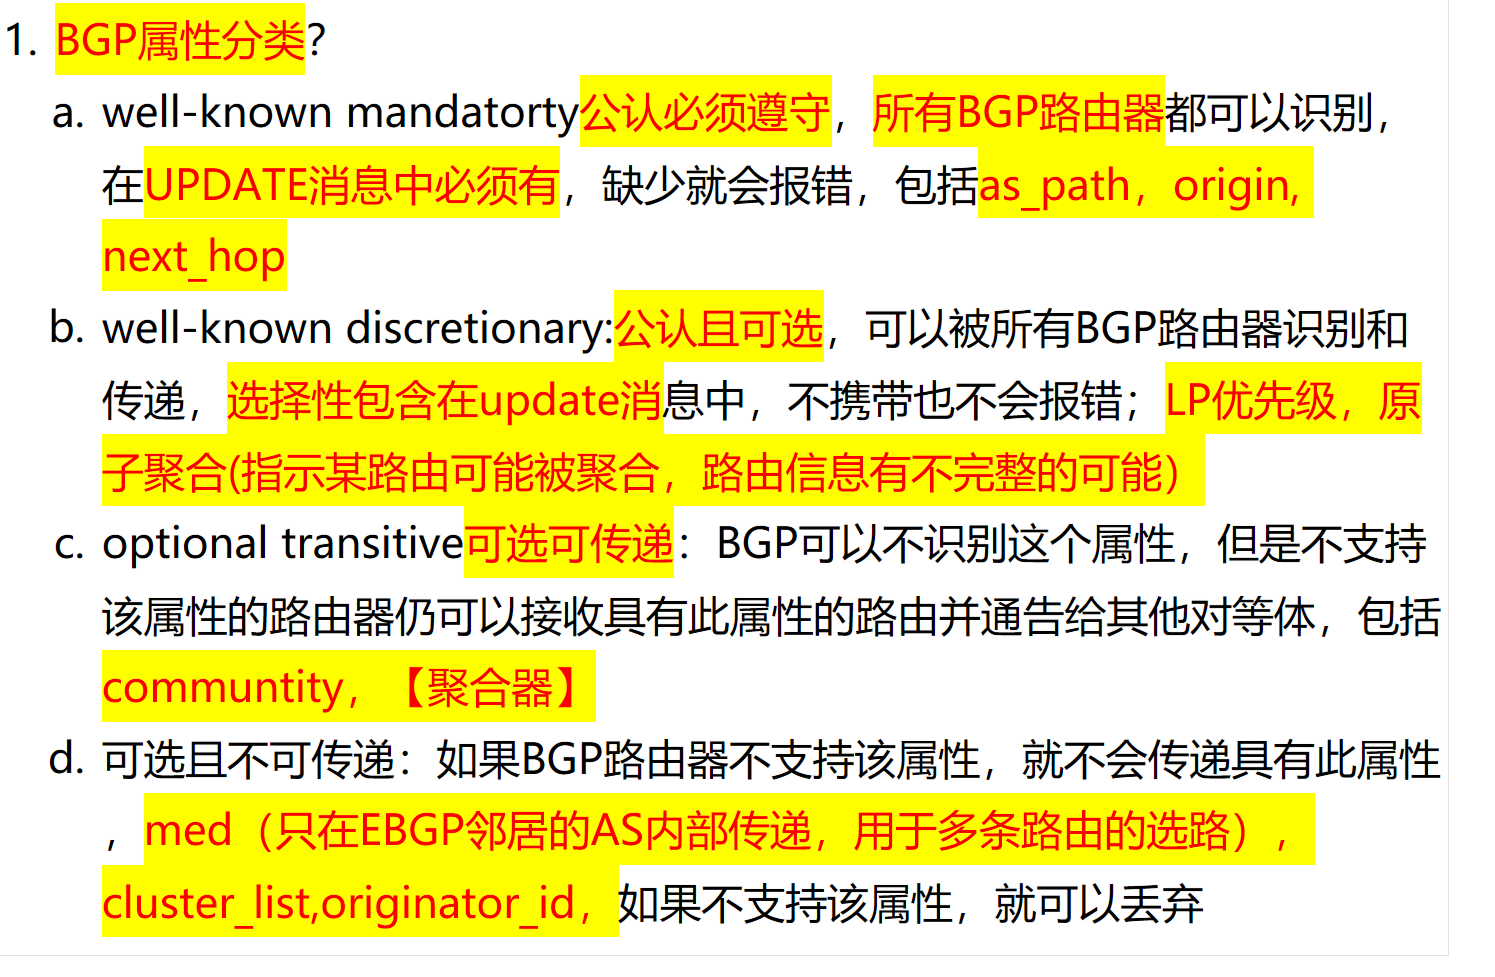 1. BGP属性分类？
a. well-known mandatorty公认必须遵守，所有BGP路由器都可以识别，
在UPDATE消息中必须有，缺少就会报错，包括as_path，origin,
next_hop
b. well-known discretionary:公认且可选，可以被所有BGP路由器识别和
传递，选择性包含在update消息中，不携带也不会报错；LP优先级，原
子聚合(指示某路由可能被聚合，路由信息有不完整的可能）
c. optional transitive可选可传递：BGP可以不识别这个属性，但是不支持
该属性的路由器仍可以接收具有此属性的路由并通告给其他对等体，包括
communtity，【聚合器】
d. 可选且不可传递：如果BGP路由器不支持该属性，就不会传递具有此属性
，med（只在EBGP邻居的AS内部传递，用于多条路由的选路），
cluster_list,originator_id，如果不支持该属性，就可以丢弃